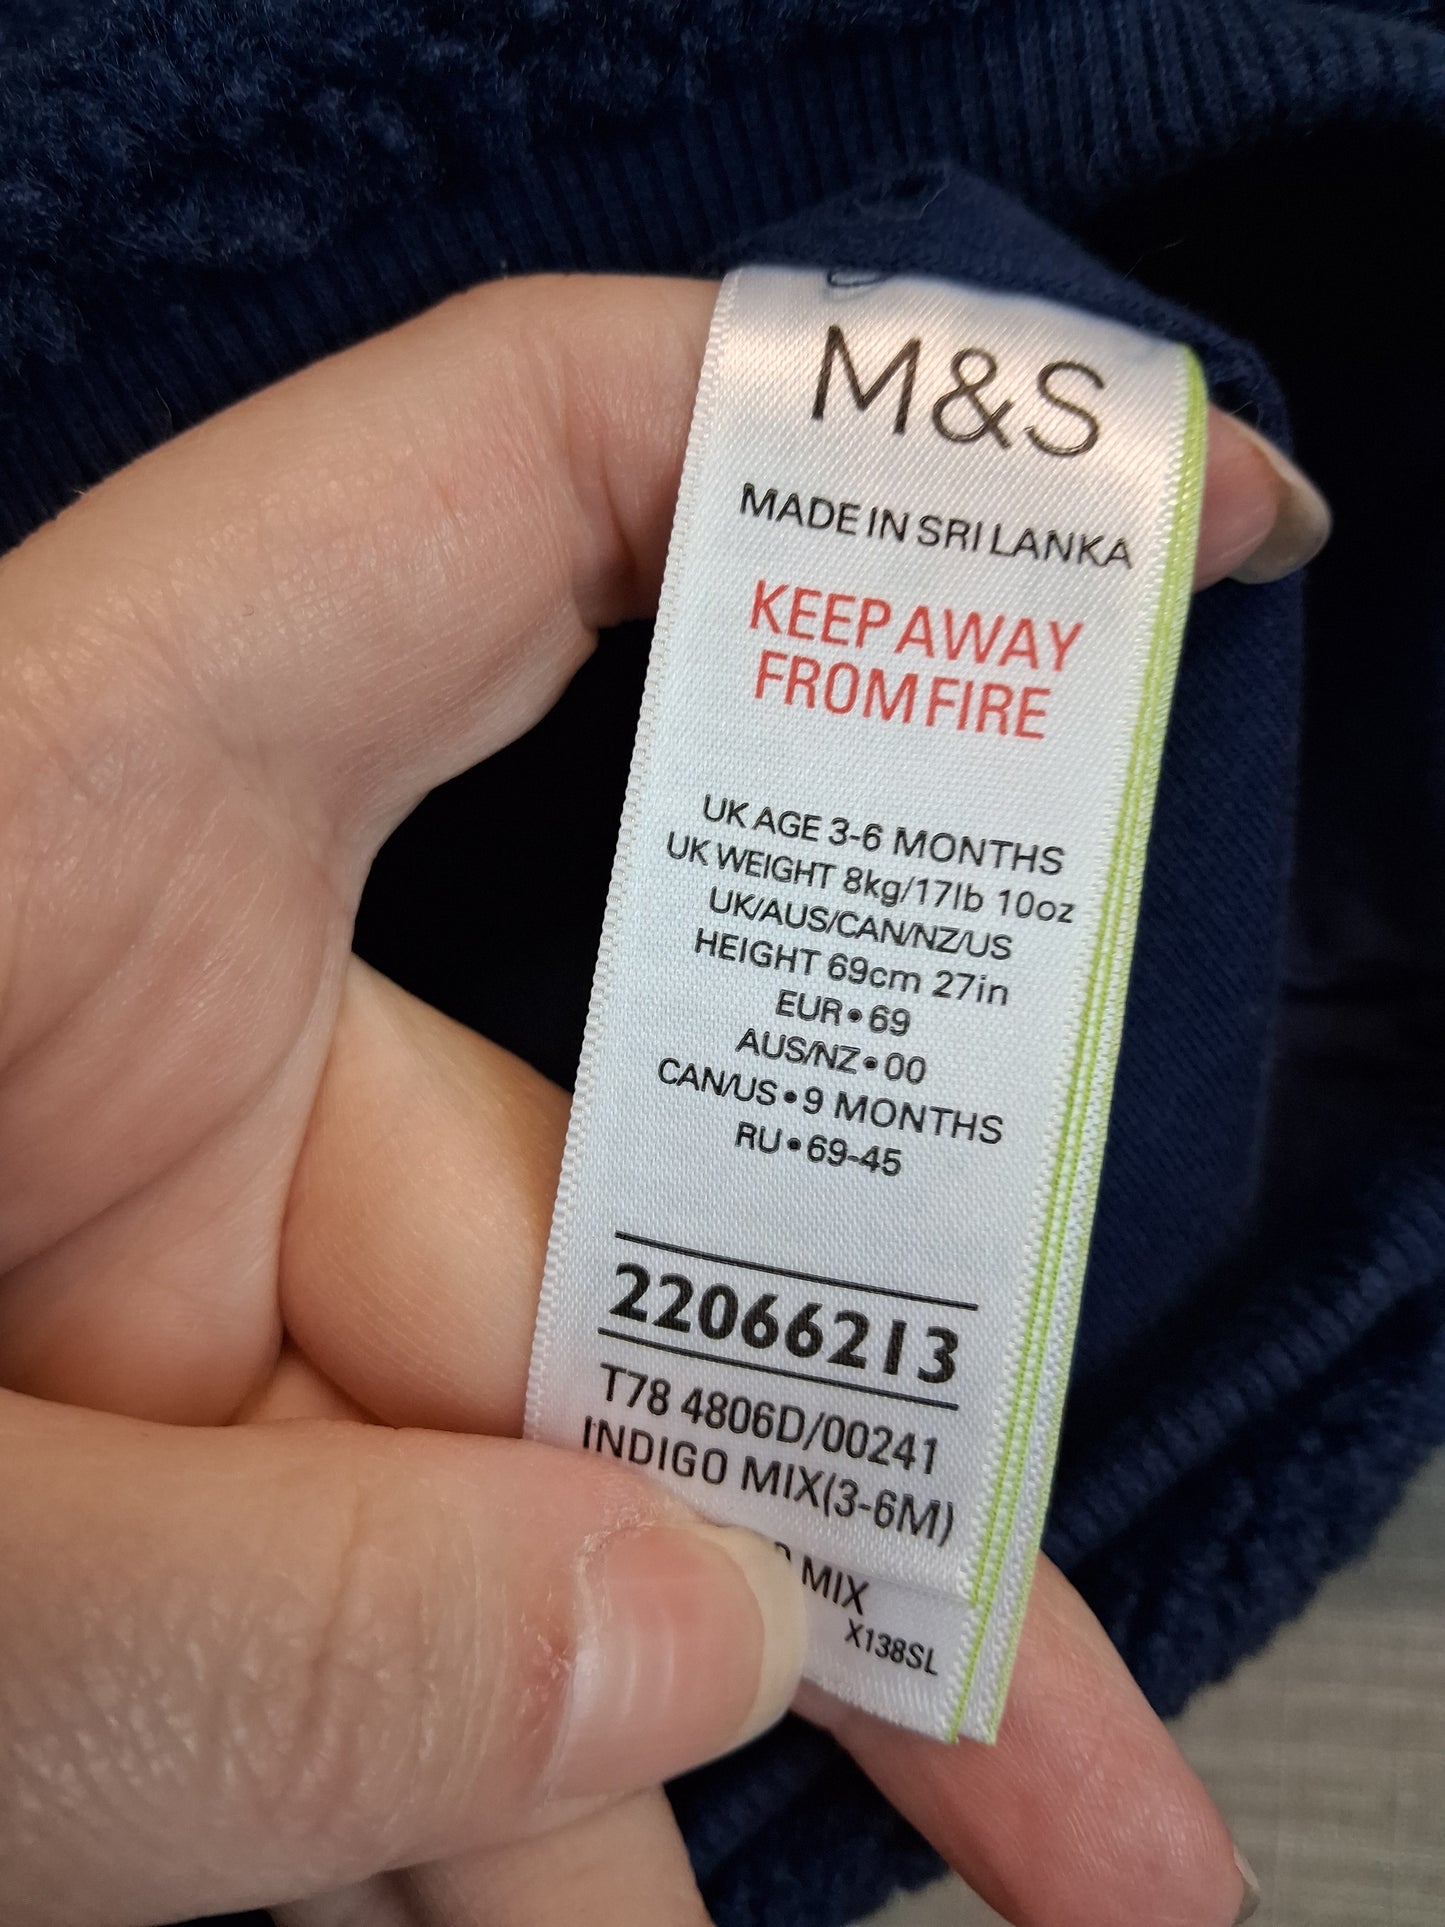 M&S
MADE IN SRI LANKA
KEEP AWAY
FROM FIRE
UK AGE 3-6 MONTHS
UK WEIGHT 8kg/17lb 10oz
UK/AUS/CAN/NZ/US
HEIGHT 69cm 27in
EUR•69
AUS/NZ•00
CAN/US•9 MONTHS
RU•69-45
22066213
T78 4806D/00241
INDIGO MIX(3-6M)
MIX
X138SL